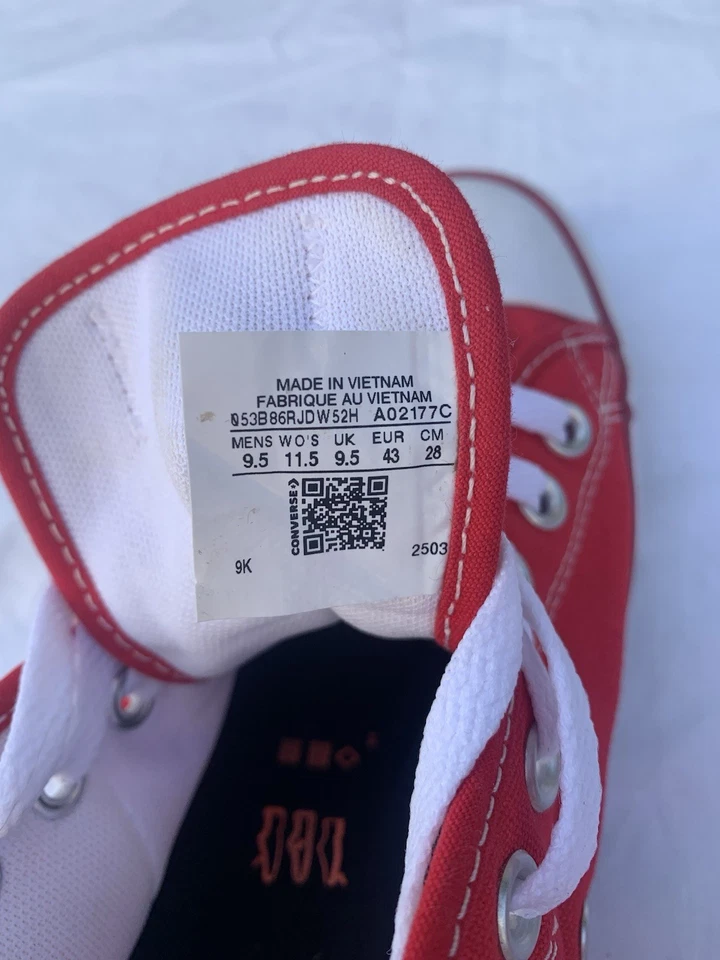 MADE IN VIETNAM
FABRIQUE AU VIETNAM
053B86RJDW52H A02177C
MENS WO'S UK EUR CM
9.5 11.5 9.5 43 28
CONVERSE
9K 2503